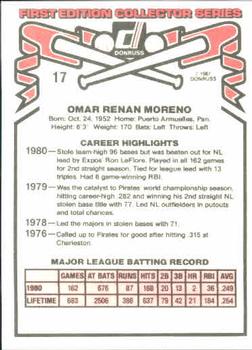 FIRST EDITION COLLECTOR SERIES
DONRUSS
17
© 1981
DONRUSS
OMAR RENAN MORENO
Born: Oct. 24, 1952 Home: Puerto Armuelles, Pan.
Height: 6'3" Weight: 170 Bats: Left Throws: Left
CAREER HIGHLIGHTS
1980—Stole team-high 96 bases but was beaten out for NL
lead by Expos' Ron LeFlore. Played in all 162 games
for 2nd straight season. Tied for league lead with 13
triples. Had 6 game-winning RBI.
1979—Was the catalyst to Pirates' world championship season,
hitting career-high .282 and winning his 2nd straight NL
stolen base title with 77. Led NL outfielders in putouts
and total chances.
1978—Led the majors in stolen bases with 71.
1976—Called up to Pirates for good after hitting .315 at
Charleston.
MAJOR LEAGUE BATTING RECORD
GAMES AT BATS RUNS HITS 2B 3B HR RBI AVG
1980 162 676 87 168 20 13 2 36 .249
LIFETIME 683 2506 386 637 79 42 21 184 .254